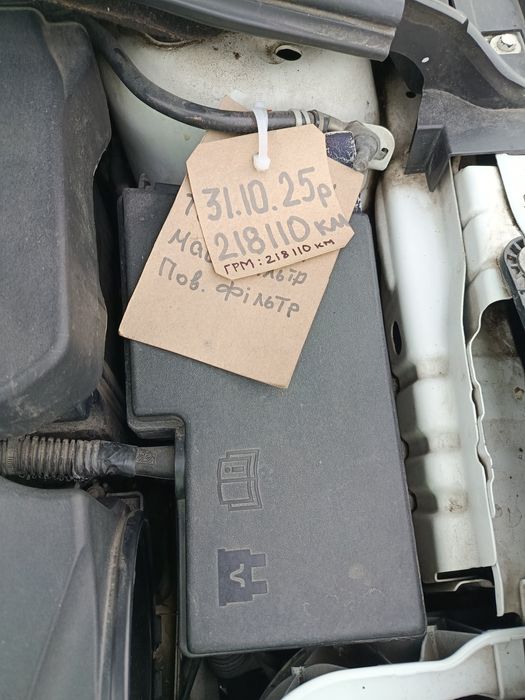 31.10.25р.
218110 км
ГРМ: 218110 км
Пов. фільтр